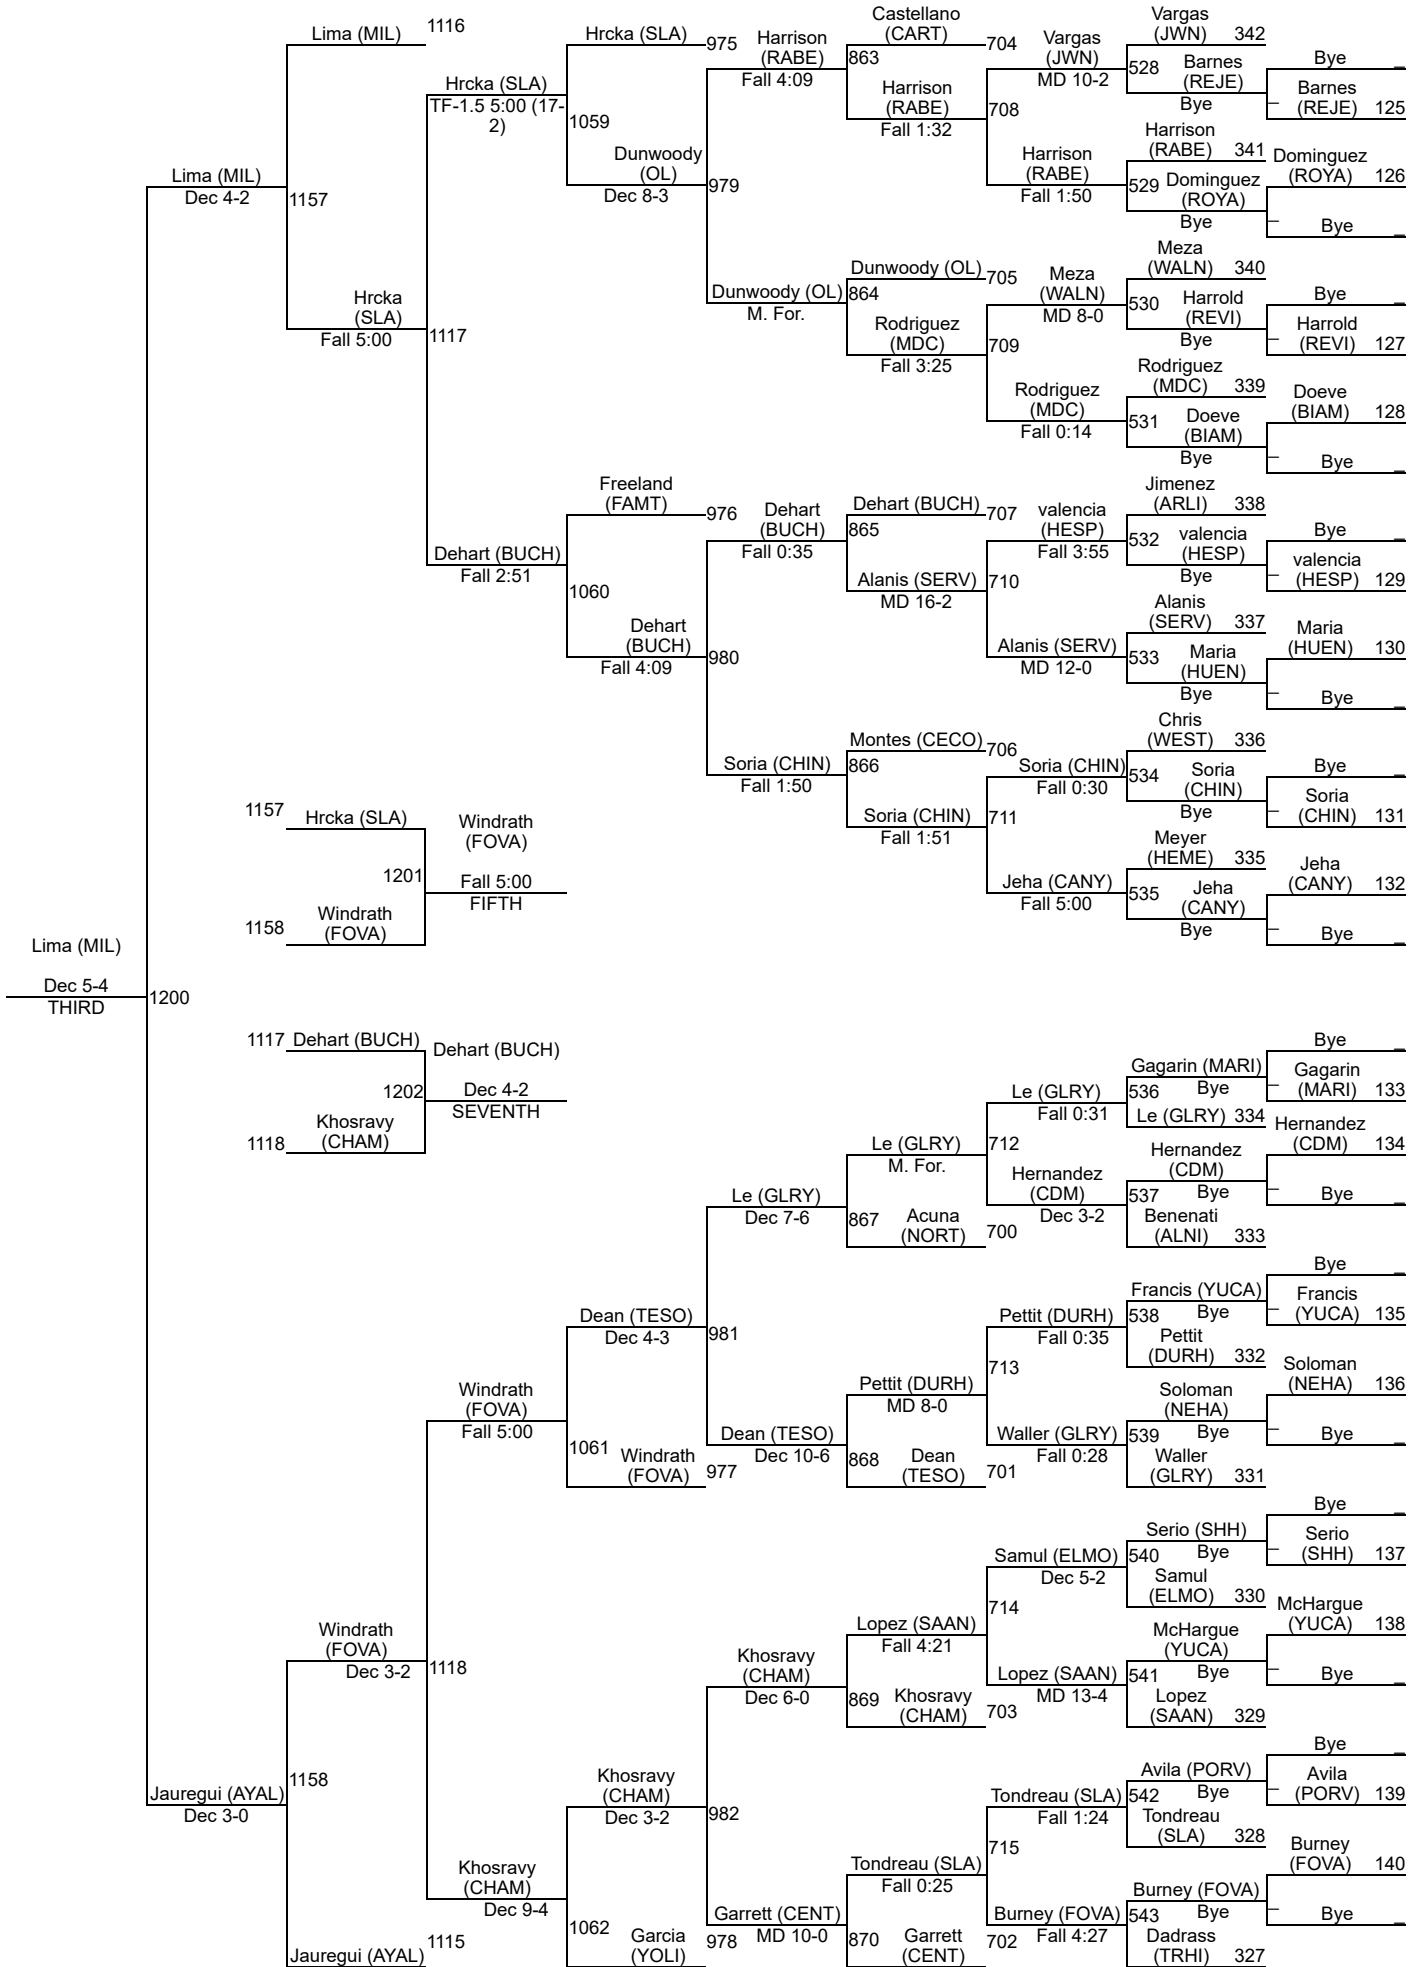 Castellano
Vargas
Lima (MIL)
1116
Hrcka (SLA)
975
Harrison
(CART)
704
Vargas
(JWN)
342
(RABE)
863
(JWN)
Bye
_
Fall 4:09
MD 10-2
528
Barnes
Hrcka (SLA)
Harrison
(REJE)
_
Barnes
TF-1.5 5:00 (17-
2)
1059
(RABE)
708
Bye
(REJE)
125
Fall 1:32
Harrison
Dunwoody
Harrison
(RABE)
341
Dominguez
Lima (MIL)
(OL)
979
(RABE)
529
Dominguez
(ROYA)
126
Dec 4-2
1157
Dec 8-3
Fall 1:50
(ROYA)
_
Bye
Bye
_
Meza
Dunwoody (OL)
705
Meza
(WALN)
340
Hrcka
Dunwoody (OL)
864
(WALN)
530
Harrold
Bye
_
(SLA)
M. For.
Rodriguez
MD 8-0
(REVI)
_
Harrold
Fall 5:00
1117
(MDC)
709
Bye
(REVI)
127
Fall 3:25
Rodriguez
Rodriguez
(MDC)
339
Doeve
(MDC)
531
Doeve
(BIAM)
128
Fall 0:14
(BIAM)
_
Bye
Bye
_
Freeland
Jimenez
(FAMT)
976
Dehart
Dehart (BUCH)
707
valencia
(ARLI)
338
(BUCH)
865
(HESP)
532
valencia
Bye
_
Dehart (BUCH)
Fall 0:35
Fall 3:55
(HESP)
_
valencia
Fall 2:51
1060
Alanis (SERV)
710
Bye
(HESP)
129
MD 16-2
Alanis
Dehart
(SERV)
337
Maria
(BUCH)
980
Alanis (SERV)
533
Maria
(HUEN)
130
Fall 4:09
MD 12-0
(HUEN)
_
Bye
Bye
_
Chris
Montes (CECO)
706
(WEST)
336
Soria (CHIN)
866
Soria (CHIN)
534
Soria
Bye
_
Fall 1:50
Fall 0:30
(CHIN)
_
Soria
1157
Hrcka (SLA)
Windrath
Soria (CHIN)
711
Bye
(CHIN)
131
(FOVA)
Fall 1:51
Meyer
(HEME)
335
Jeha
1201
Fall 5:00
Jeha (CANY)
535
Jeha
(CANY)
132
FIFTH
Fall 5:00
(CANY)
_
1158
Windrath
Bye
Bye
_
(FOVA)
Lima (MIL)
Dec 5-4
1200
THIRD
1117
Dehart (BUCH)
Dehart (BUCH)
Bye
_
Gagarin (MARI)
Gagarin
1202
Dec 4-2
Le (GLRY)
536
Bye
_
(MARI)
133
SEVENTH
Fall 0:31
Le (GLRY)
334
Hernandez
1118
Khosravy
Le (GLRY)
712
Hernandez
(CDM)
134
(CHAM)
M. For.
Hernandez
(CDM)
_
Le (GLRY)
(CDM)
537
Bye
Bye
_
Dec 7-6
867
Acuna
Dec 3-2
Benenati
(NORT)
700
(ALNI)
333
Bye
_
Francis (YUCA)
Francis
Dean (TESO)
981
Pettit (DURH)
538
Bye
_
(YUCA)
135
Dec 4-3
Fall 0:35
Pettit
(DURH)
332
Soloman
713
Windrath
Pettit (DURH)
Soloman
(NEHA)
136
(FOVA)
MD 8-0
(NEHA)
_
Fall 5:00
Dean (TESO)
Waller (GLRY)
539
Bye
Bye
_
1061
Windrath
Dec 10-6
868
Dean
Fall 0:28
Waller
(FOVA)
977
(TESO)
701
(GLRY)
331
Bye
_
Serio (SHH)
Serio
Samul (ELMO)
540
Bye
_
(SHH)
137
Dec 5-2
Samul
(ELMO)
330
McHargue
714
Windrath
Lopez (SAAN)
McHargue
(YUCA)
138
(FOVA)
Khosravy
Fall 4:21
(YUCA)
_
Dec 3-2
1118
(CHAM)
Lopez (SAAN)
541
Bye
Bye
_
Dec 6-0
869
Khosravy
MD 13-4
Lopez
(CHAM)
703
(SAAN)
329
Bye
_
Jauregui (AYAL)
1158
Khosravy
Avila (PORV)
Avila
Dec 3-0
(CHAM)
982
Tondreau (SLA)
542
Bye
_
(PORV)
139
Dec 3-2
Fall 1:24
Tondreau
(SLA)
328
Burney
715
Khosravy
Tondreau (SLA)
(FOVA)
140
(CHAM)
Fall 0:25
Burney (FOVA)
_
Dec 9-4
Garrett (CENT)
Burney (FOVA)
543
Bye
Bye
_
1062
Garcia
978
MD 10-0
870
Garrett
702
Fall 4:27
Dadrass
Jauregui (AYAL)
1115
(YOLI)
(CENT)
(TRHI)
327